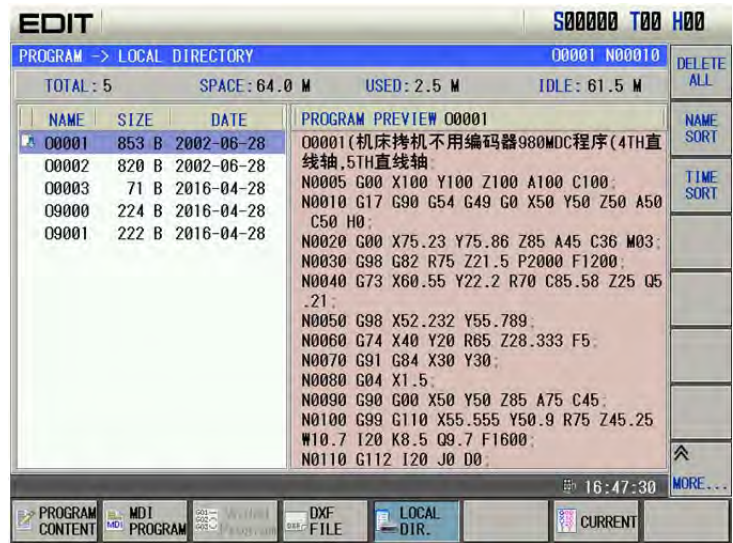 EDIT
S00000 T00 H00
PROGRAM -> LOCAL DIRECTORY
O0001 N00010
TOTAL: 5
SPACE: 64.0 M
USED: 2.5 M
IDLE: 61.5 M
NAME SIZE DATE
O0001 853 B 2002-06-28
O0002 820 B 2002-06-28
O0003 71 B 2016-04-28
O9000 224 B 2016-04-28
O9001 222 B 2016-04-28
PROGRAM PREVIEW O0001
O0001(机床拷机不用编码器980MDC程序(4TH直
线轴,5TH直线轴;
N0005 G00 X100 Y100 Z100 A100 C100;
N0010 G17 G90 G54 G49 G0 X50 Y50 Z50 A50
C50 H0;
N0020 G00 X75.23 Y75.86 Z85 A45 C36 M03;
N0030 G98 G82 R75 Z21.5 P2000 F1200;
N0040 G73 X60.55 Y22.2 R70 C85.58 Z25 Q5
.21;
N0050 G98 X52.232 Y55.789;
N0060 G74 X40 Y20 R65 Z28.333 F5;
N0070 G91 G84 X30 Y30;
N0080 G04 X1.5;
N0090 G90 G00 X50 Y50 Z85 A75 C45;
N0100 G99 G110 X55.555 Y50.9 R75 Z45.25
W10.7 I20 K8.5 Q9.7 F1600;
N0110 G112 I20 J0 D0;
DELETE
ALL
NAME
SORT
TIME
SORT
MORE...
16:47:30
PROGRAM
CONTENT
MDI
PROGRAM
DXF
FILE
LOCAL
DIR.
CURRENT